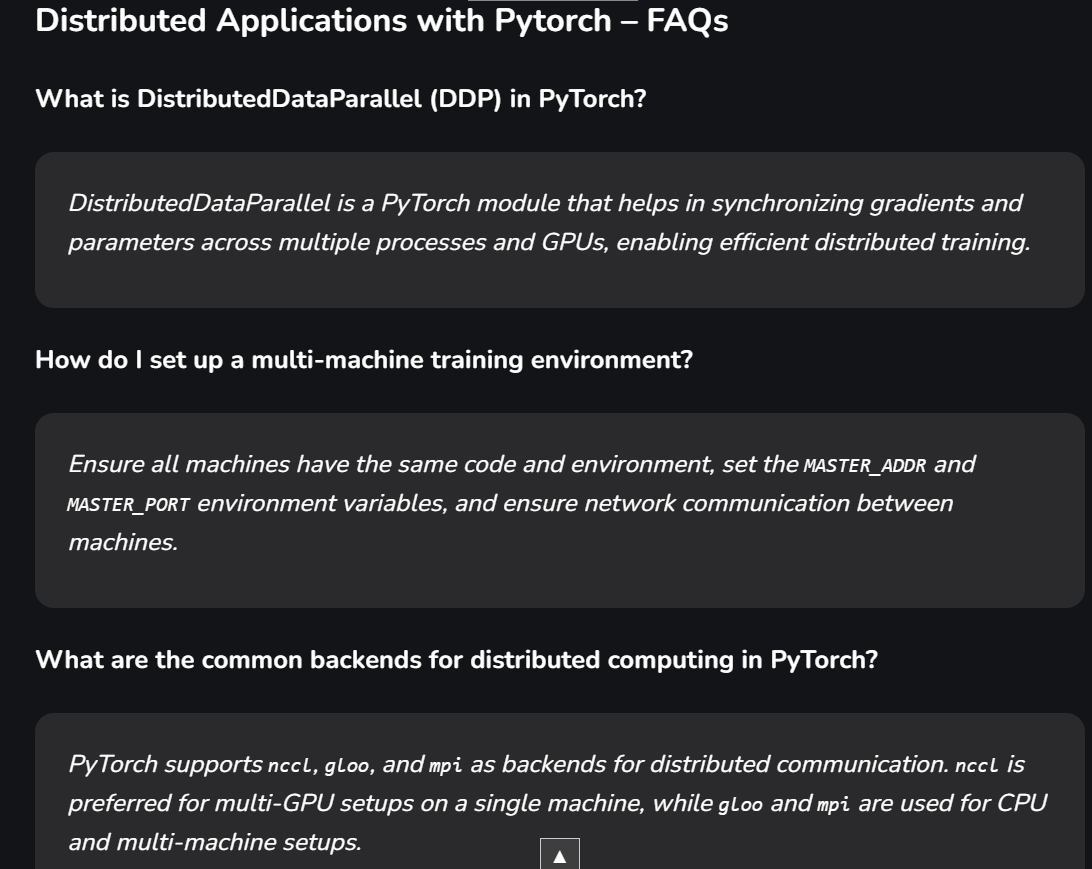 Distributed Applications with Pytorch – FAQs
What is DistributedDataParallel (DDP) in PyTorch?
DistributedDataParallel is a PyTorch module that helps in synchronizing gradients and
parameters across multiple processes and GPUs, enabling efficient distributed training.
How do I set up a multi-machine training environment?
Ensure all machines have the same code and environment, set the MASTER_ADDR and
MASTER_PORT environment variables, and ensure network communication between
machines.
What are the common backends for distributed computing in PyTorch?
PyTorch supports nccl, gloo, and mpi as backends for distributed communication. nccl is
preferred for multi-GPU setups on a single machine, while gloo and mpi are used for CPU
and multi-machine setups.